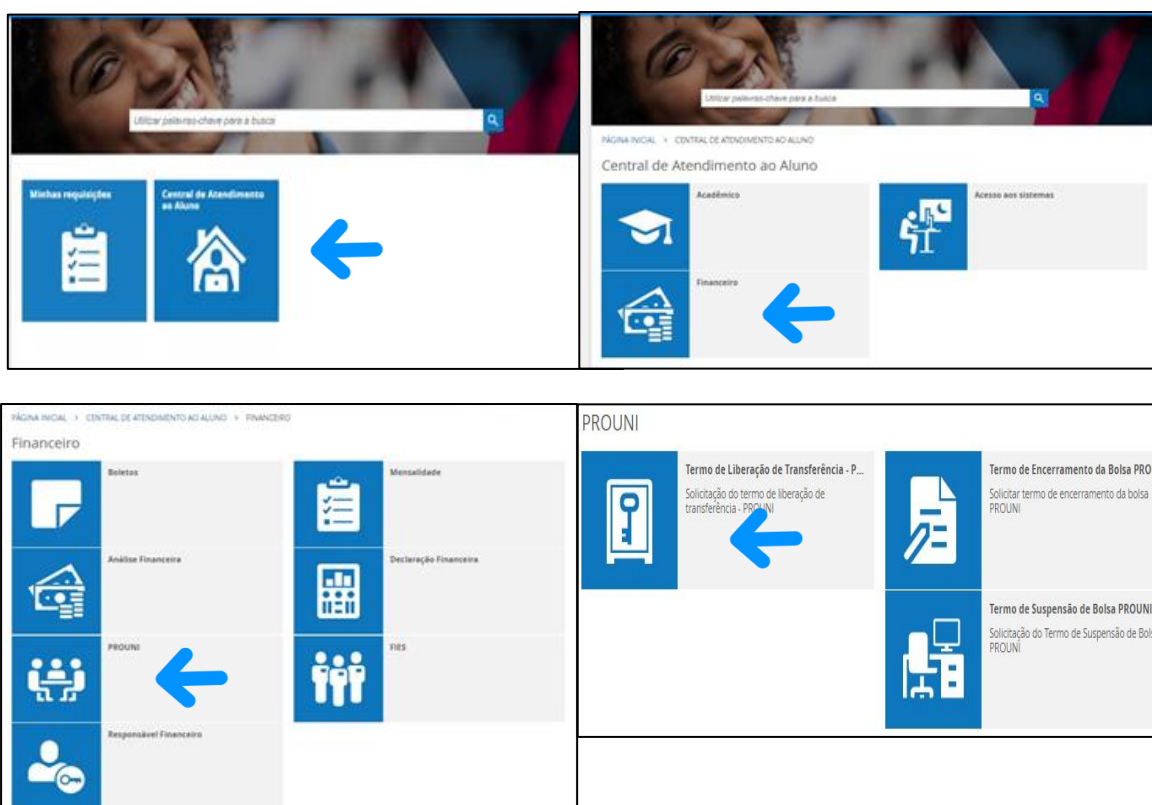 Utilizar palavras-chave para a busca
Minhas requisições
Central de Atendimento
ao Aluno
Utilizar palavras-chave para a busca
PÁGINA INICIAL > CENTRAL DE ATENDIMENTO AO ALUNO
Central de Atendimento ao Aluno
Acadêmico
Acesso aos sistemas
Financeiro
PÁGINA INICIAL > CENTRAL DE ATENDIMENTO AO ALUNO > FINANCEIRO
Financeiro
Boletos
Mensalidade
Análise Financeira
Declaração Financeira
PROUNI
FIES
Responsável Financeiro
PROUNI
Termo de Liberação de Transferência - P...
Solicitação do termo de liberação de
transferência - PROUNI
Termo de Encerramento da Bolsa PRO
Solicitar termo de encerramento da bolsa
PROUNI
Termo de Suspensão de Bolsa PROUNI
Solicitação do Termo de Suspensão de Bols
PROUNI